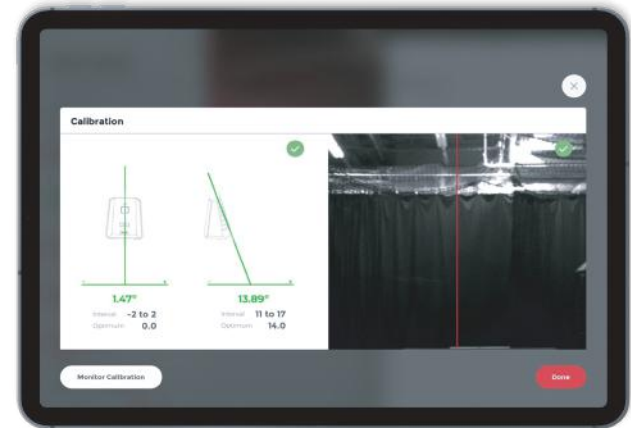 Calibration
1.47°
Interval -2 to 2
Optimum 0.0
13.89°
Interval 11 to 17
Optimum 14.0
Monitor Calibration
Done